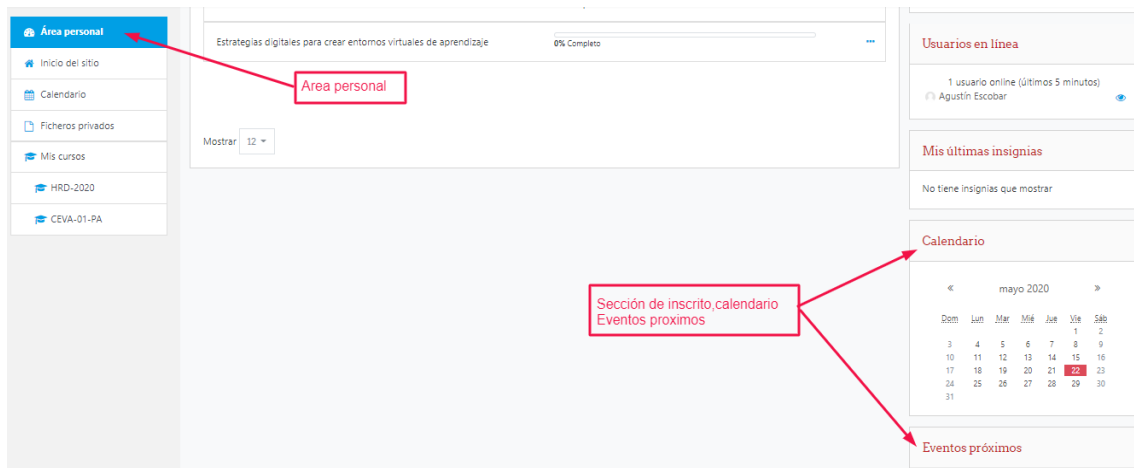 Área personal
Inicio del sitio
Calendario
Ficheros privados
Mis cursos
HRD-2020
CEVA-01-PA
Estrategias digitales para crear entornos virtuales de aprendizaje
0% Completo
Area personal
Mostrar 12
Sección de inscrito,calendario
Eventos proximos
Usuarios en línea
1 usuario online (últimos 5 minutos)
Agustín Escobar
Mis últimas insignias
No tiene insignias que mostrar
Calendario
« mayo 2020 »
Dom Lun Mar Mié Jue Vie Sáb
1 2
3 4 5 6 7 8 9
10 11 12 13 14 15 16
17 18 19 20 21 22 23
24 25 26 27 28 29 30
31
Eventos próximos